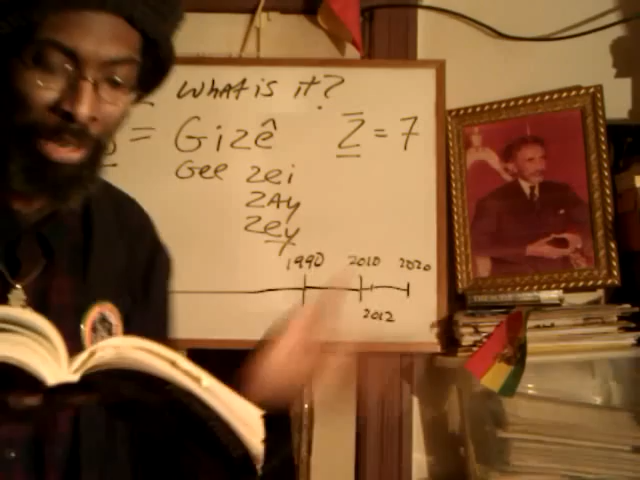 What is it?
= Gizê Z = 7
Gee zei
zay
zey
1990 2010 2020
2012